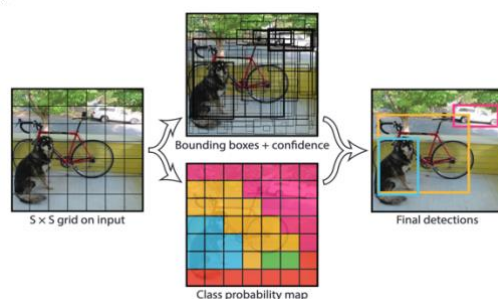 Bounding boxes + confidence
S × S grid on input
Final detections
Class probability map